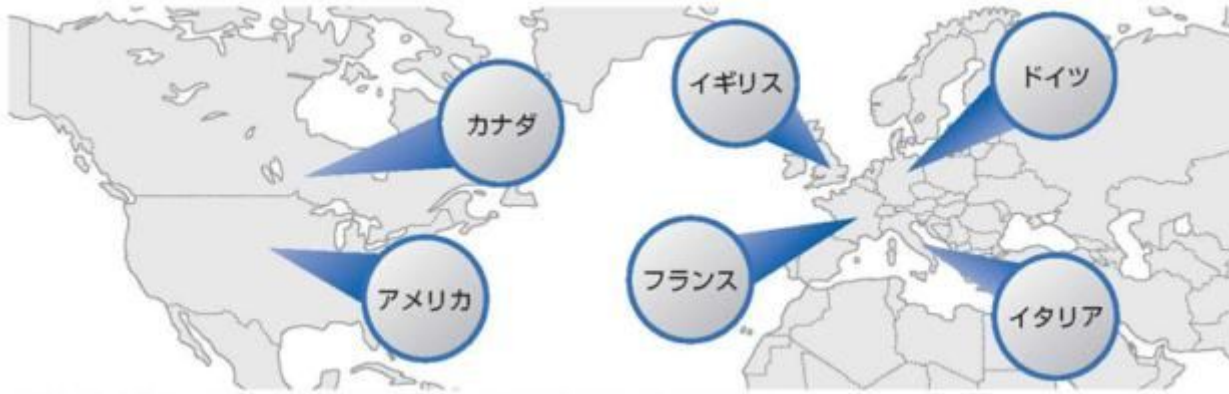 カナダ
アメリカ
イギリス
ドイツ
フランス
イタリア